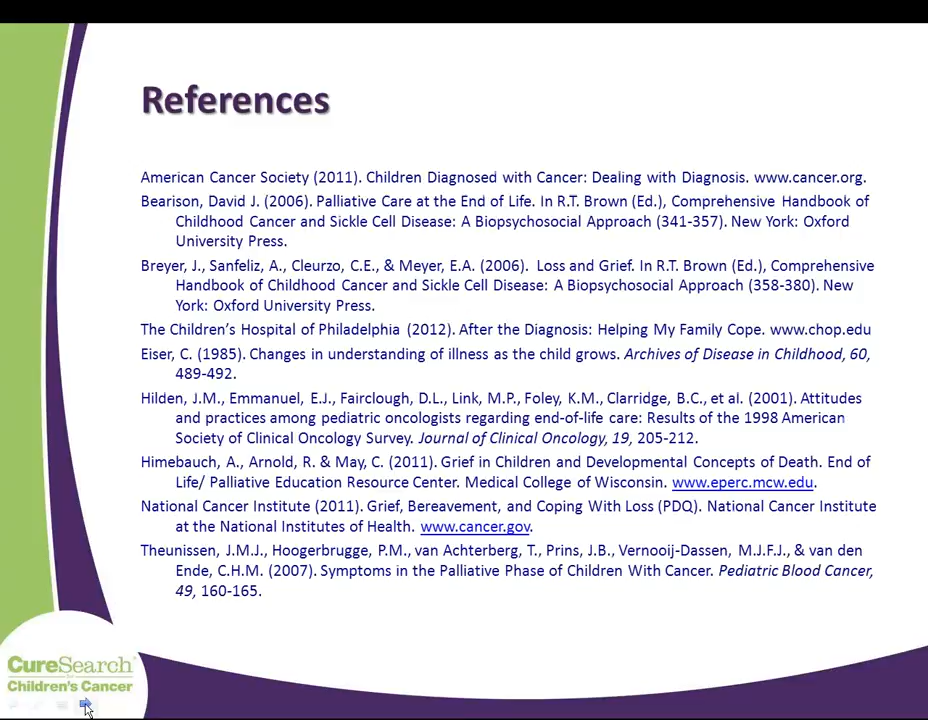 References
American Cancer Society (2011). Children Diagnosed with Cancer: Dealing with Diagnosis. www.cancer.org.
Bearison, David J. (2006). Palliative Care at the End of Life. In R.T. Brown (Ed.), Comprehensive Handbook of
Childhood Cancer and Sickle Cell Disease: A Biopsychosocial Approach (341-357). New York: Oxford
University Press.
Breyer, J., Sanfeliz, A., Cleurzo, C.E., & Meyer, E.A. (2006). Loss and Grief. In R.T. Brown (Ed.), Comprehensive
Handbook of Childhood Cancer and Sickle Cell Disease: A Biopsychosocial Approach (358-380). New
York: Oxford University Press.
The Children's Hospital of Philadelphia (2012). After the Diagnosis: Helping My Family Cope. www.chop.edu
Eiser, C. (1985). Changes in understanding of illness as the child grows. Archives of Disease in Childhood, 60,
489-492.
Hilden, J.M., Emmanuel, E.J., Fairclough, D.L., Link, M.P., Foley, K.M., Clarridge, B.C., et al. (2001). Attitudes
and practices among pediatric oncologists regarding end-of-life care: Results of the 1998 American
Society of Clinical Oncology Survey. Journal of Clinical Oncology, 19, 205-212.
Himebauch, A., Arnold, R. & May, C. (2011). Grief in Children and Developmental Concepts of Death. End of
Life/ Palliative Education Resource Center. Medical College of Wisconsin. www.eperc.mcw.edu.
National Cancer Institute (2011). Grief, Bereavement, and Coping With Loss (PDQ). National Cancer Institute
at the National Institutes of Health. www.cancer.gov.
Theunissen, J.M.J., Hoogerbrugge, P.M., van Achterberg, T., Prins, J.B., Vernooij-Dassen, M.J.F.J., & van den
Ende, C.H.M. (2007). Symptoms in the Palliative Phase of Children With Cancer. Pediatric Blood Cancer,
49, 160-165.
CureSearch
Children's Cancer